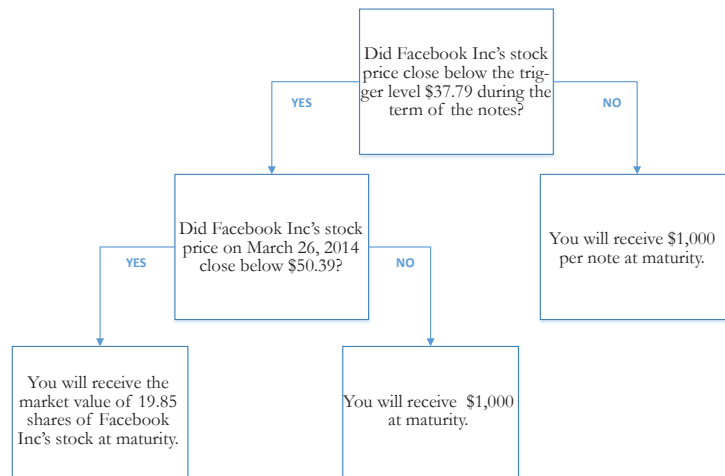 Did Facebook Inc's stock
price close below the trig-
ger level $37.79 during the
term of the notes?
YES
NO
Did Facebook Inc's stock
price on March 26, 2014
close below $50.39?
You will receive $1,000
per note at maturity.
YES
NO
You will receive the
market value of 19.85
shares of Facebook
Inc's stock at maturity.
You will receive  $1,000
at maturity.